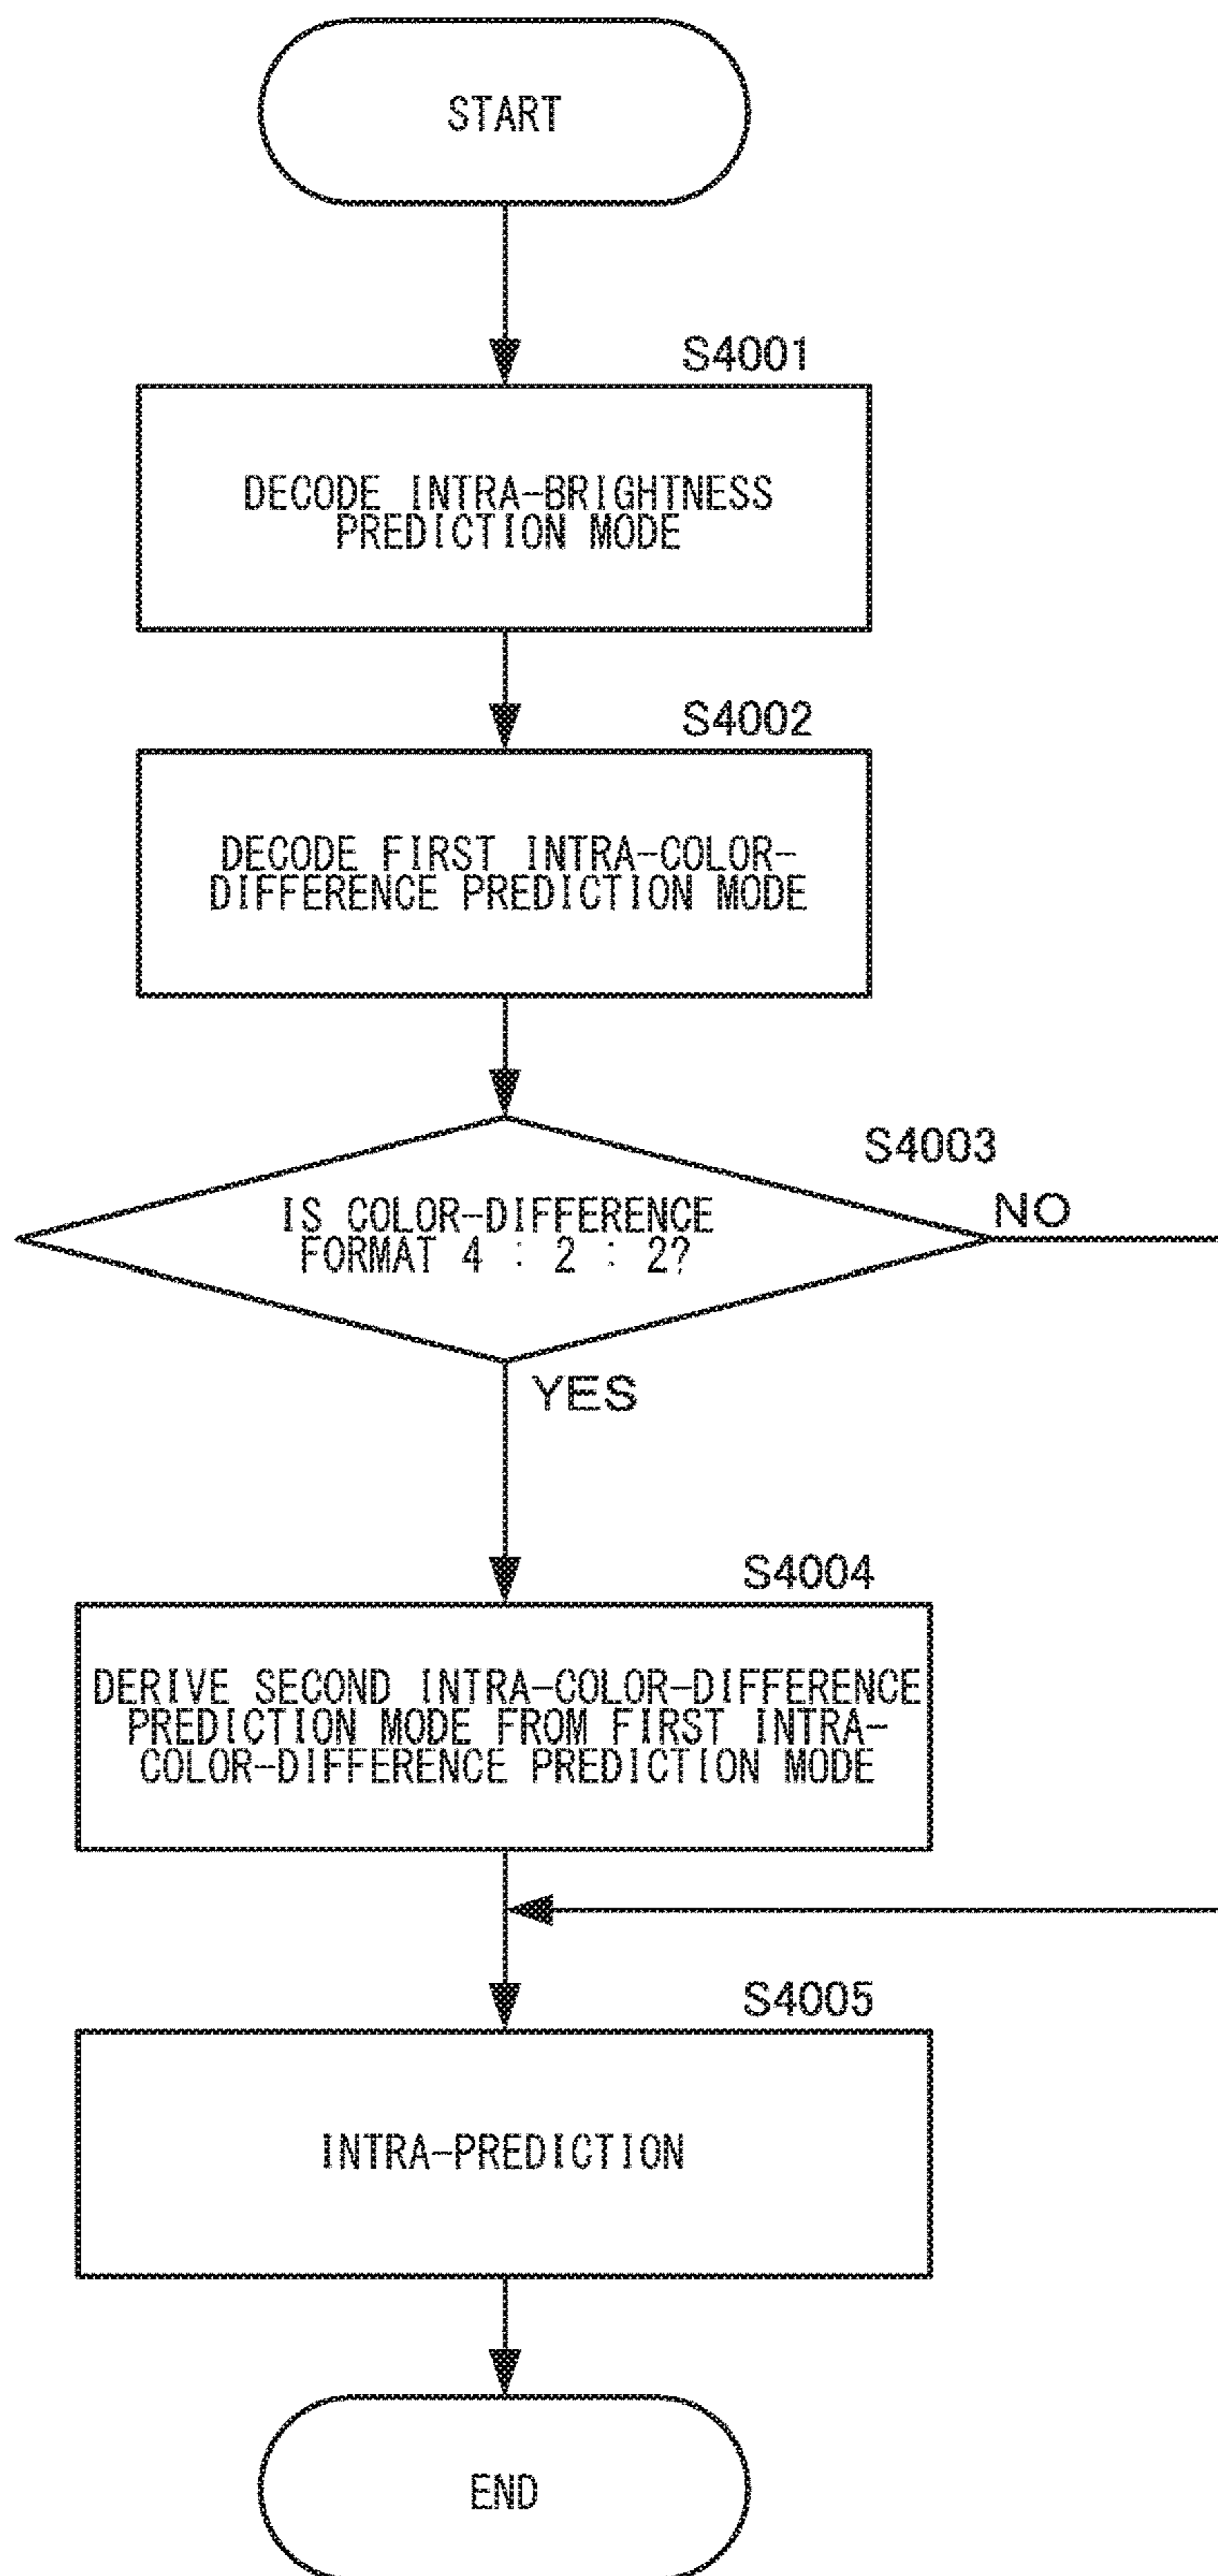 START
S4001
DECODE INTRA-BRIGHTNESS
PREDICTION MODE
S4002
DECODE FIRST INTRA-COLOR-
DIFFERENCE PREDICTION MODE
S4003
IS COLOR-DIFFERENCE
FORMAT 4 : 2 : 2?
NO
YES
S4004
DERIVE SECOND INTRA-COLOR-DIFFERENCE
PREDICTION MODE FROM FIRST INTRA-
COLOR-DIFFERENCE PREDICTION MODE
S4005
INTRA-PREDICTION
END